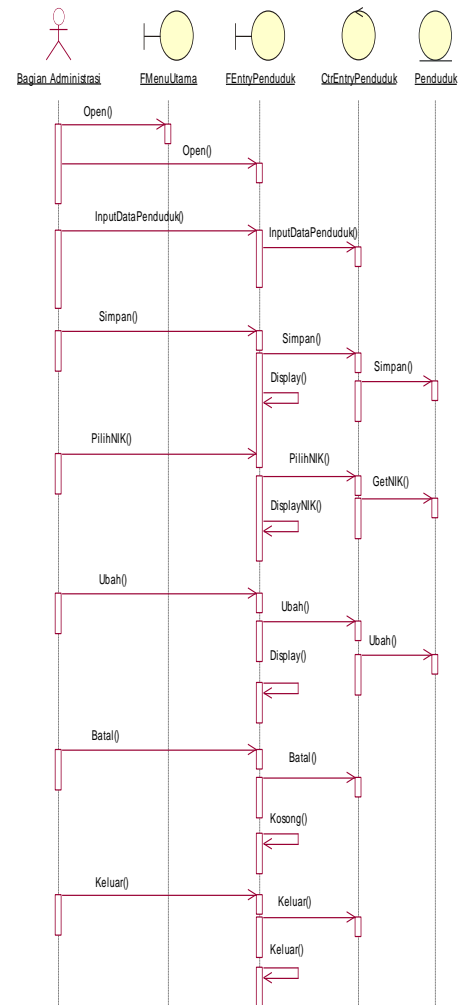 Bagian Administrasi FMenuUtama FEntryPenduduk CtrEntryPenduduk Penduduk
Open()
Open()
InputDataPenduduk()
InputDataPenduduk()
Simpan()
Simpan()
Simpan()
Display()
PilihNIK()
PilihNIK()
GetNIK()
DisplayNIK()
Ubah()
Ubah()
Ubah()
Display()
Batal()
Batal()
Kosong()
Keluar()
Keluar()
Keluar()